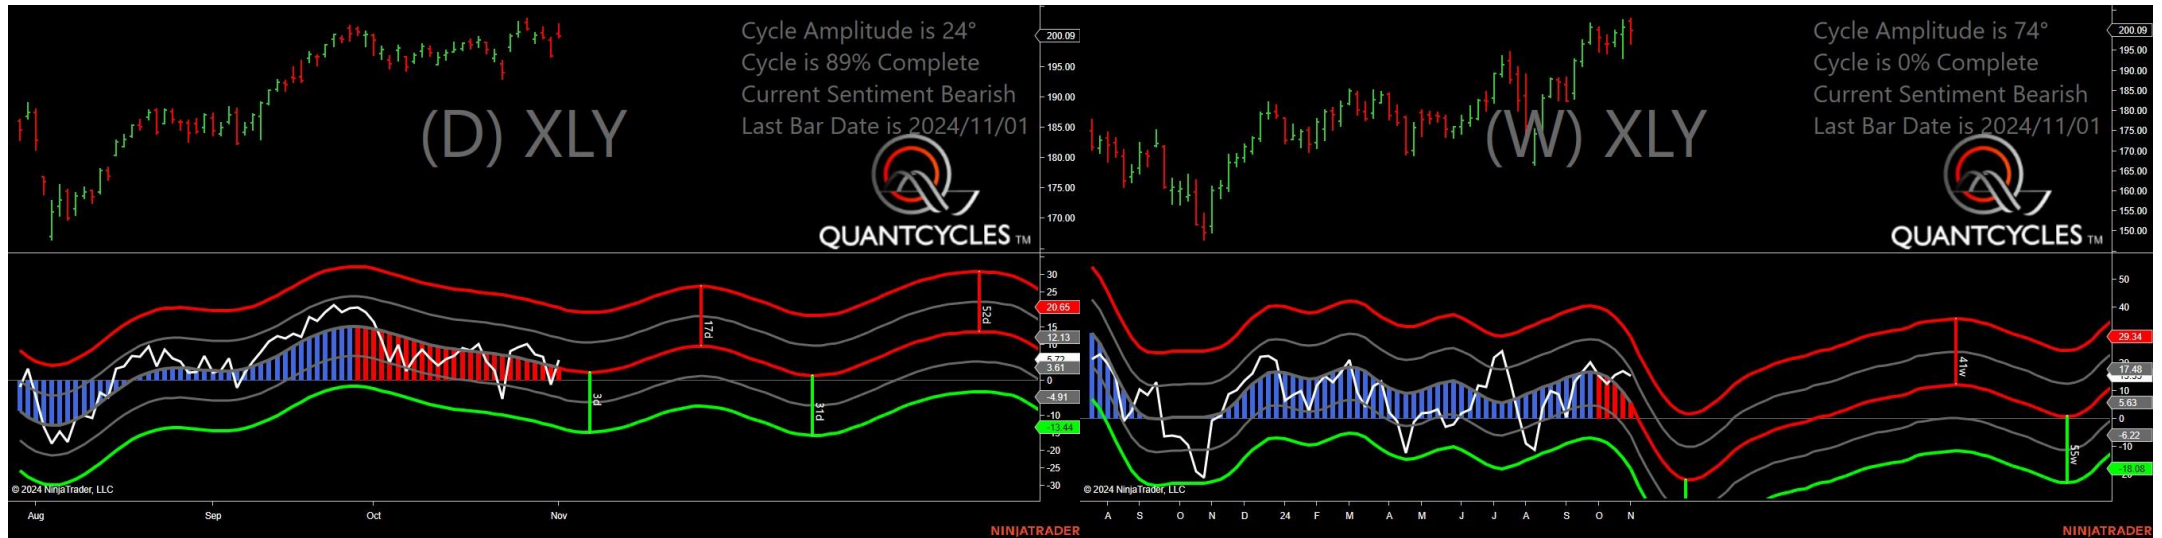 Cycle Amplitude is 24°
Cycle is 89% Complete
Current Sentiment Bearish
Last Bar Date is 2024/11/01
(D) XLY
QUANTCYCLES TM
200.09
195.00
190.00
185.00
180.00
175.00
170.00
17d
52d
3d
31d
30
25
20.65
15
12.13
10
5.72
3.61
0
-4.91
-10
-13.44
-20
-25
-30
© 2024 NinjaTrader, LLC
Aug Sep Oct Nov
NINJATRADER
Cycle Amplitude is 74°
Cycle is 0% Complete
Current Sentiment Bearish
Last Bar Date is 2024/11/01
(W) XLY
QUANTCYCLES TM
200.09
195.00
190.00
185.00
180.00
175.00
170.00
165.00
160.00
155.00
150.00
41w
55w
50
40
29.34
17.48
5.63
0
-6.22
-10
-18.08
© 2024 NinjaTrader, LLC
A S O N D 24 F M A M J J A S O N
NINJATRADER